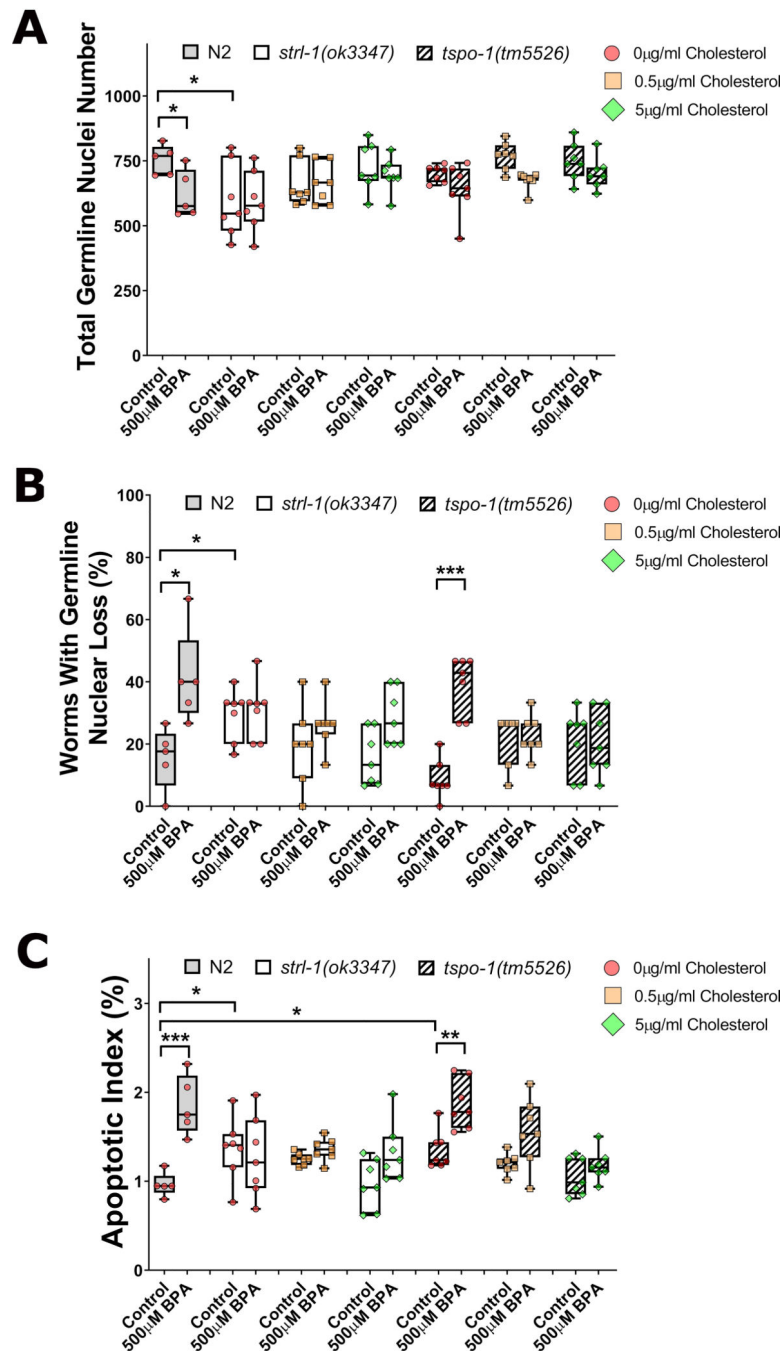 A
N2 strl-1(ok3347) tspo-1(tm5526)
0μg/ml Cholesterol
0.5μg/ml Cholesterol
5μg/ml Cholesterol
Total Germline Nuclei Number
1000
750
500
250
0
*
*
Control
500μM BPA
Control
500μM BPA
Control
500μM BPA
Control
500μM BPA
Control
500μM BPA
Control
500μM BPA
Control
500μM BPA
B
N2 strl-1(ok3347) tspo-1(tm5526)
0μg/ml Cholesterol
0.5μg/ml Cholesterol
5μg/ml Cholesterol
Worms With Germline
Nuclear Loss (%)
100
80
60
40
20
0
*
*
***
Control
500μM BPA
Control
500μM BPA
Control
500μM BPA
Control
500μM BPA
Control
500μM BPA
Control
500μM BPA
Control
500μM BPA
C
N2 strl-1(ok3347) tspo-1(tm5526)
0μg/ml Cholesterol
0.5μg/ml Cholesterol
5μg/ml Cholesterol
Apoptotic Index (%)
3
2
1
0
*
*
***
**
Control
500μM BPA
Control
500μM BPA
Control
500μM BPA
Control
500μM BPA
Control
500μM BPA
Control
500μM BPA
Control
500μM BPA